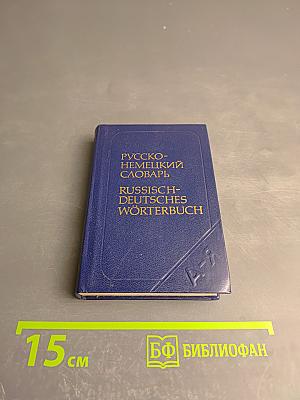 РУССКО-
НЕМЕЦКИЙ
СЛОВАРЬ
RUSSISCH-
DEUTSCHES
WÖRTERBUCH
А-Я
15 см
БФ БИБЛИОФАН